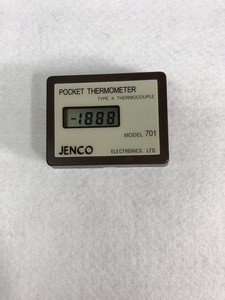 POCKET THERMOMETER
TYPE K THERMOCOUPLE
-1888
MODEL 701
JENCO ELECTRONICS, LTD.